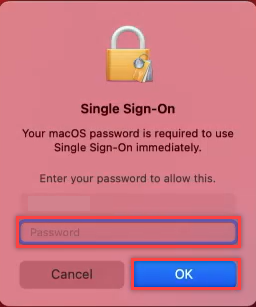 Single Sign-On
Your macOS password is required to use
Single Sign-On immediately.
Enter your password to allow this.
Password
Cancel
OK